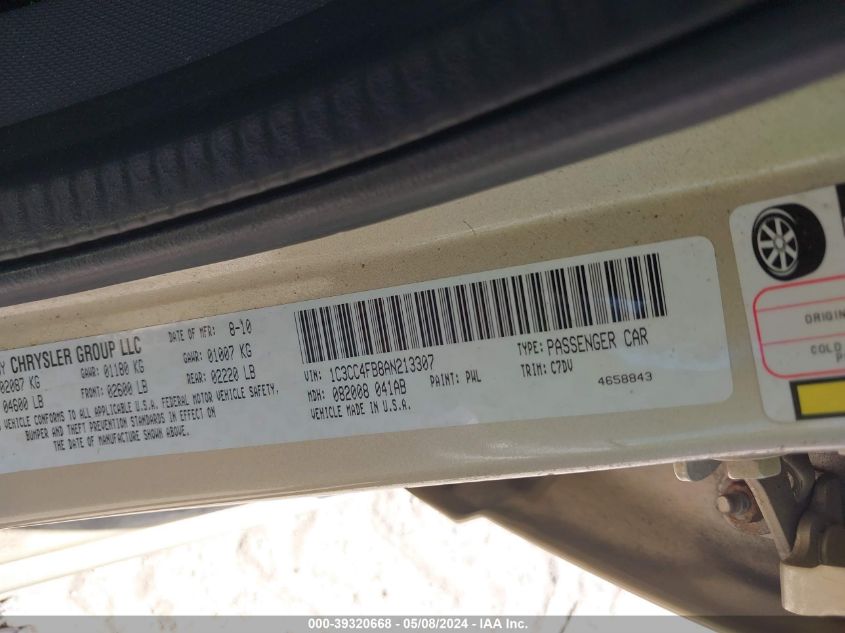 CHRYSLER GROUP LLC
DATE OF MFR: 8-10
02087 KG
GAWR: 01180 KG
GAWR: 01007 KG
04600 LB
FRONT: 02600 LB
REAR: 02220 LB
VEHICLE CONFORMS TO ALL APPLICABLE U.S.A. FEDERAL MOTOR VEHICLE SAFETY,
BUMPER AND THEFT PREVENTION STANDARDS IN EFFECT ON
THE DATE OF MANUFACTURE SHOWN ABOVE.
VIN: 1C3CC4FB8AN213307
TYPE: PASSENGER CAR
MDH: 082008 041AB
PAINT: PWL
TRIM: C7DV
VEHICLE MADE IN U.S.A.
4658843
ORIGIN
COLD
000-39320668 - 05/08/2024 - IAA Inc.